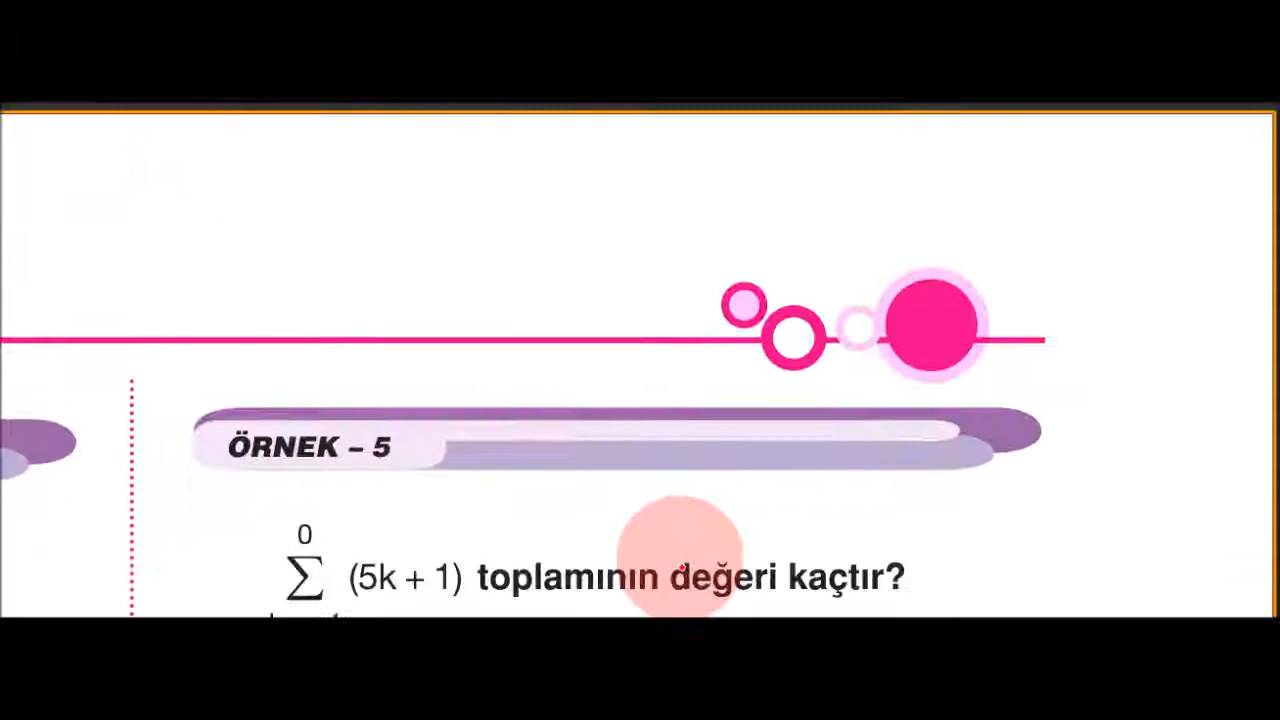 ÖRNEK – 5
0
∑ (5k + 1) toplamının değeri kaçtır?